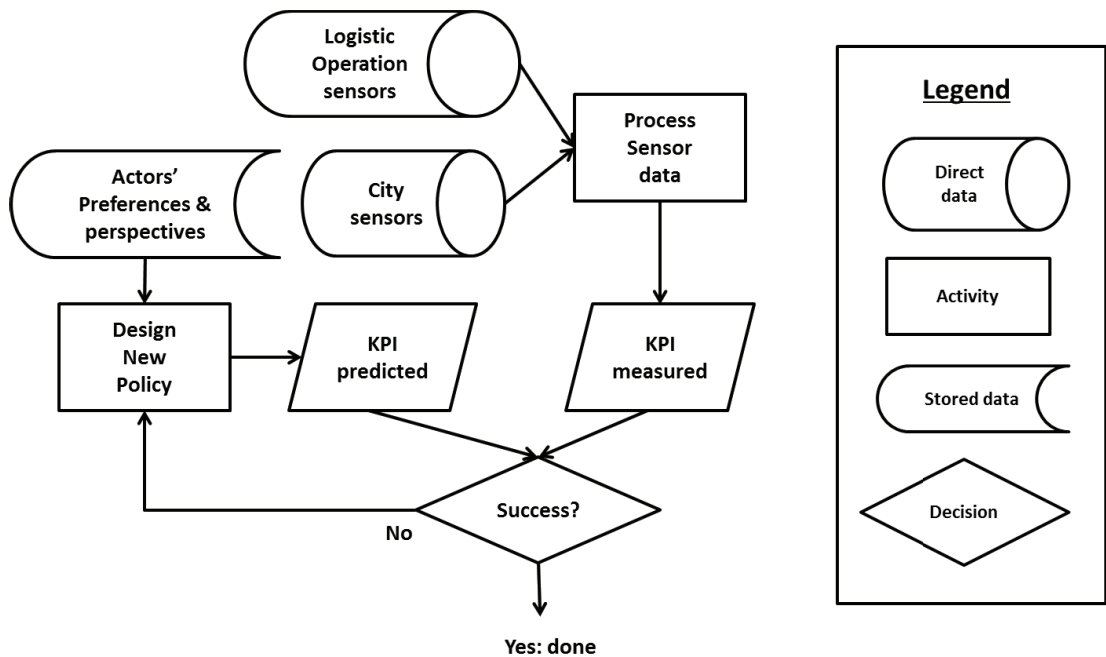 Logistic
Operation
sensors
Process
Sensor
data
Actors'
Preferences &
perspectives
City
sensors
Design
New
Policy
KPI
predicted
KPI
measured
Success?
No
Yes: done
Legend
Direct
data
Activity
Stored data
Decision